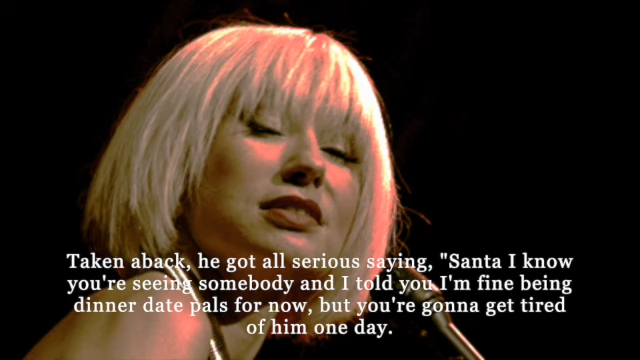 Taken aback, he got all serious saying, "Santa I know
you're seeing somebody and I told you I'm fine being
dinner date pals for now, but you're gonna get tired
of him one day.